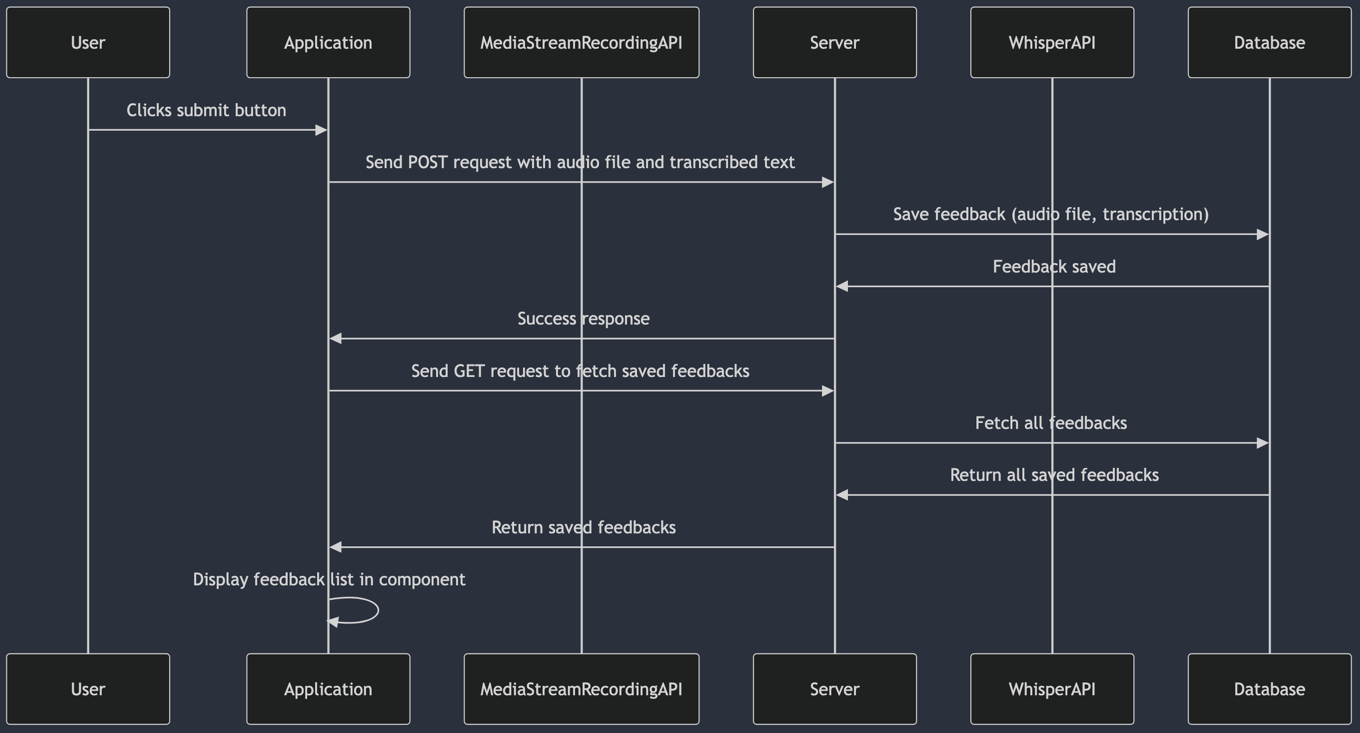 User
Application
MediaStreamRecordingAPI
Server
WhisperAPI
Database
Clicks submit button
Send POST request with audio file and transcribed text
Save feedback (audio file, transcription)
Feedback saved
Success response
Send GET request to fetch saved feedbacks
Fetch all feedbacks
Return all saved feedbacks
Return saved feedbacks
Display feedback list in component
User
Application
MediaStreamRecordingAPI
Server
WhisperAPI
Database